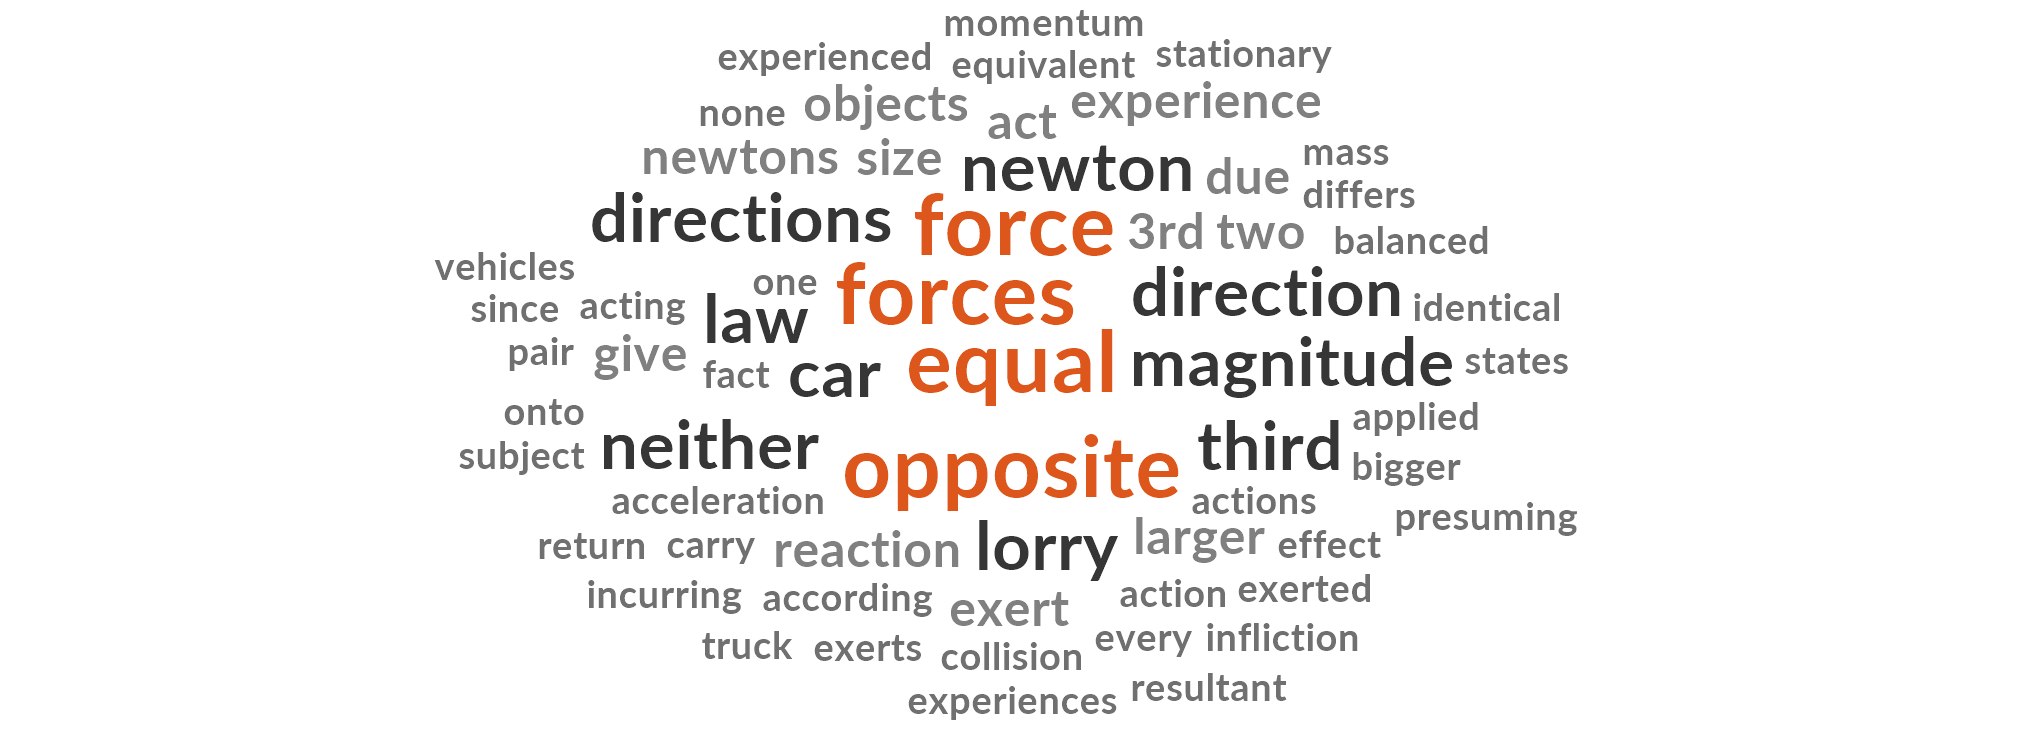 momentum
experienced equivalent stationary
none objects act experience
newtons size newton due mass
differs
directions force 3rd two balanced
vehicles one forces direction
since acting law identical
pair give fact car equal magnitude states
onto applied
subject neither opposite third bigger
acceleration actions presuming
return carry reaction lorry larger effect
incurring according exert action exerted
truck exerts collision every infliction
experiences resultant